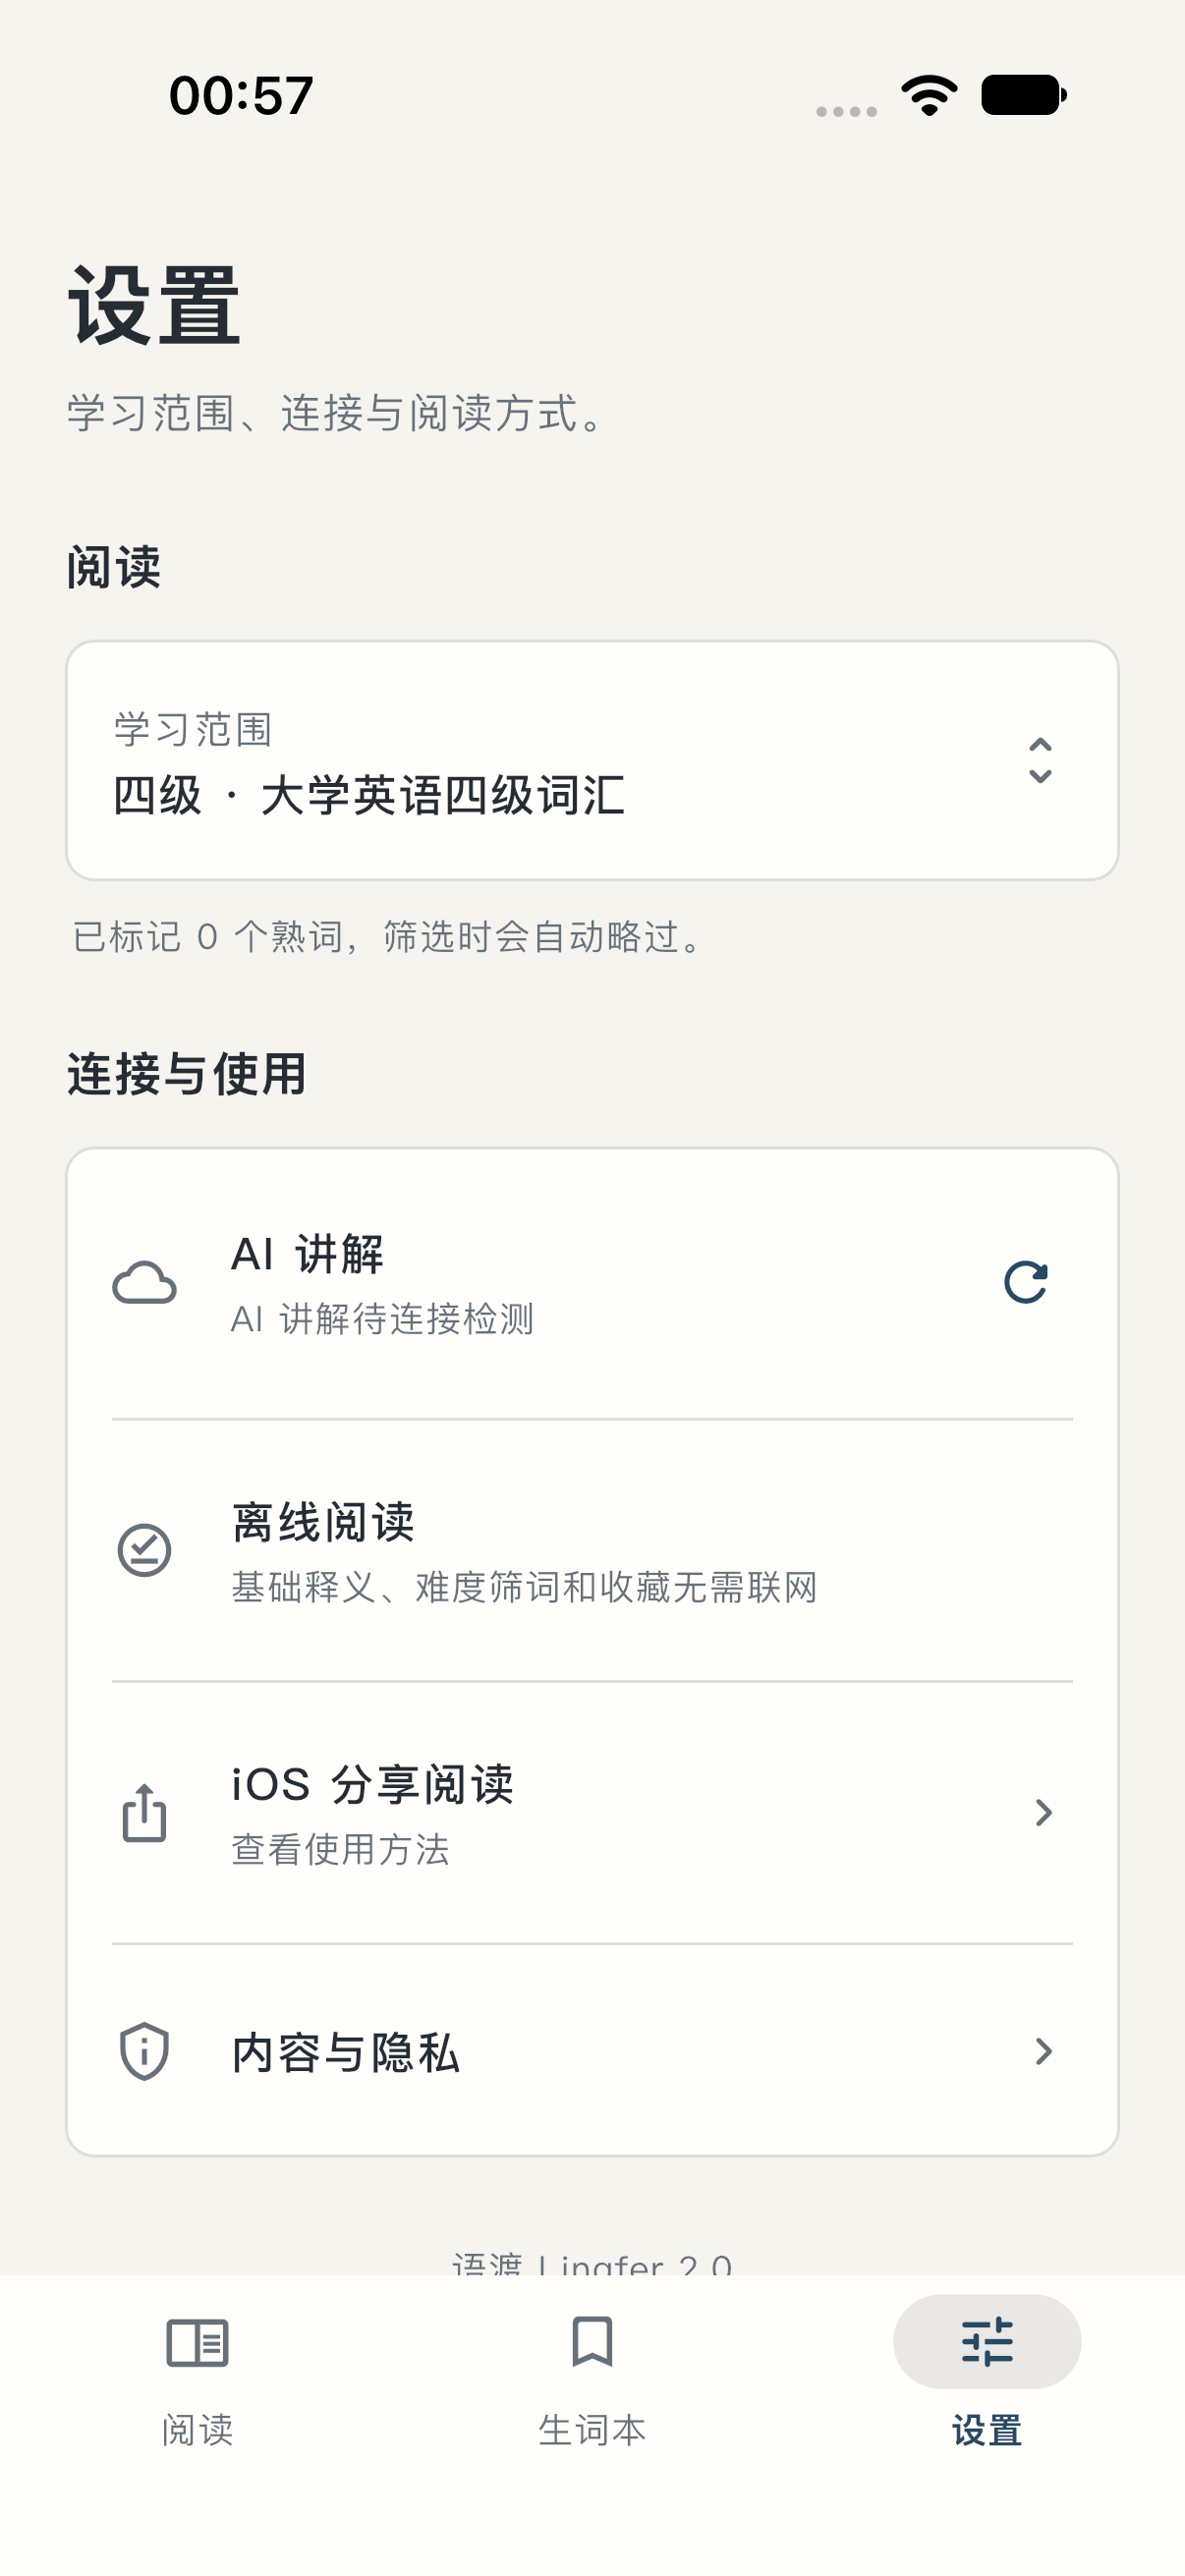 00:57
设置
学习范围、连接与阅读方式。
阅读
学习范围
四级 · 大学英语四级词汇
已标记 0 个熟词，筛选时会自动略过。
连接与使用
AI 讲解
AI 讲解待连接检测
离线阅读
基础释义、难度筛词和收藏无需联网
iOS 分享阅读
查看使用方法
内容与隐私
语渡 Lingfer 2.0
阅读
生词本
设置